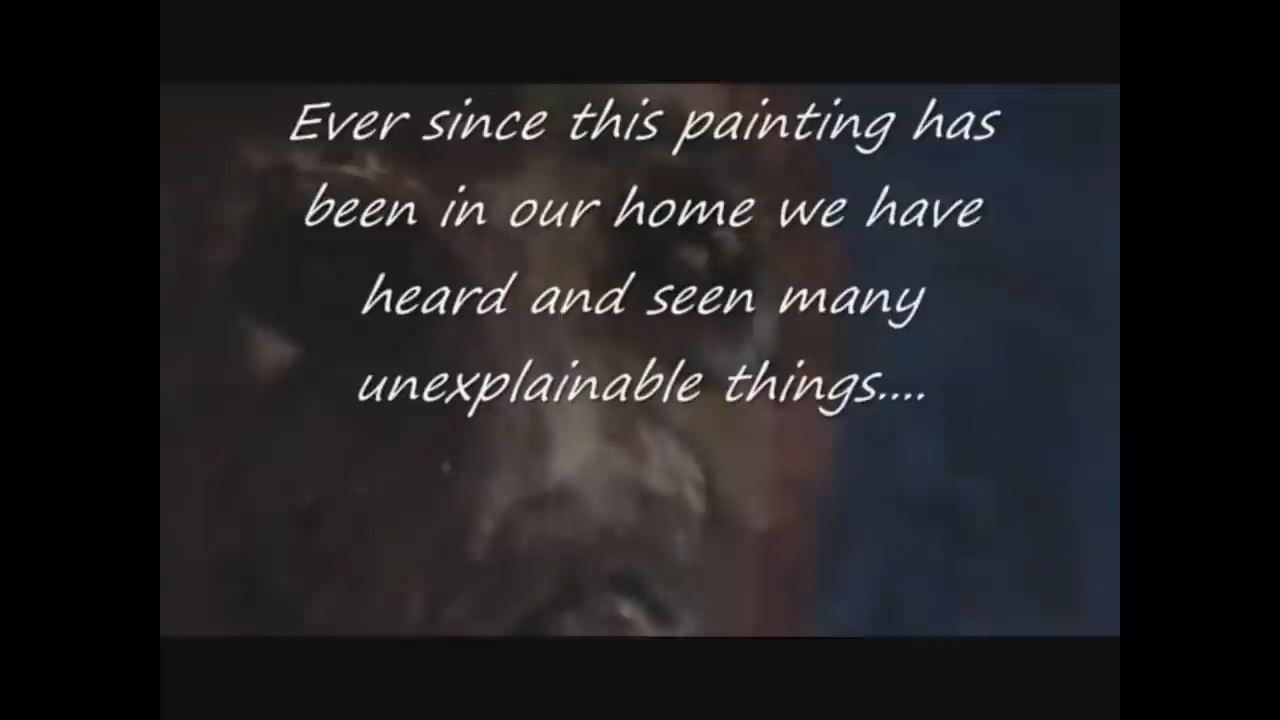 Ever since this painting has
been in our home we have
heard and seen many
unexplainable things....